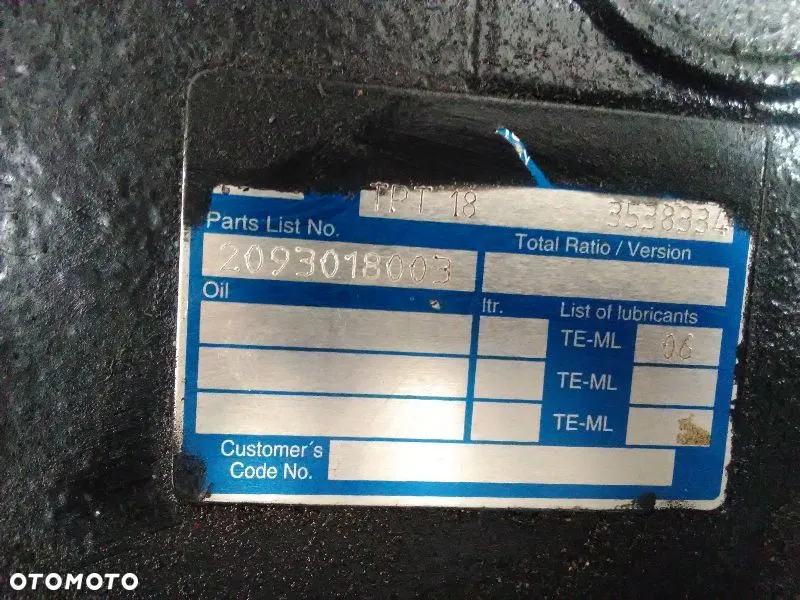 TPT 18 3538334
Parts List No.
Total Ratio / Version
2093018003
Oil
ltr.
List of lubricants
TE-ML 06
TE-ML
TE-ML
Customer´s
Code No.
OTOMOTO